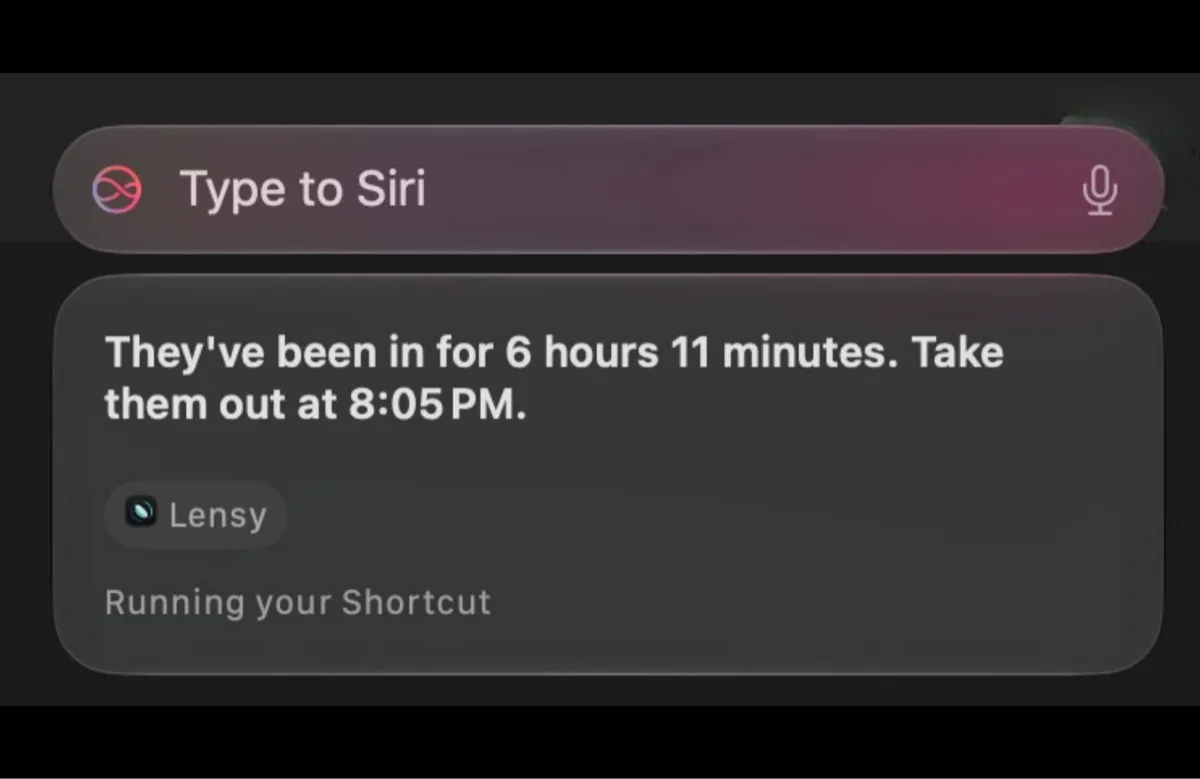 Type to Siri
They've been in for 6 hours 11 minutes. Take
them out at 8:05 PM.
Lensy
Running your Shortcut